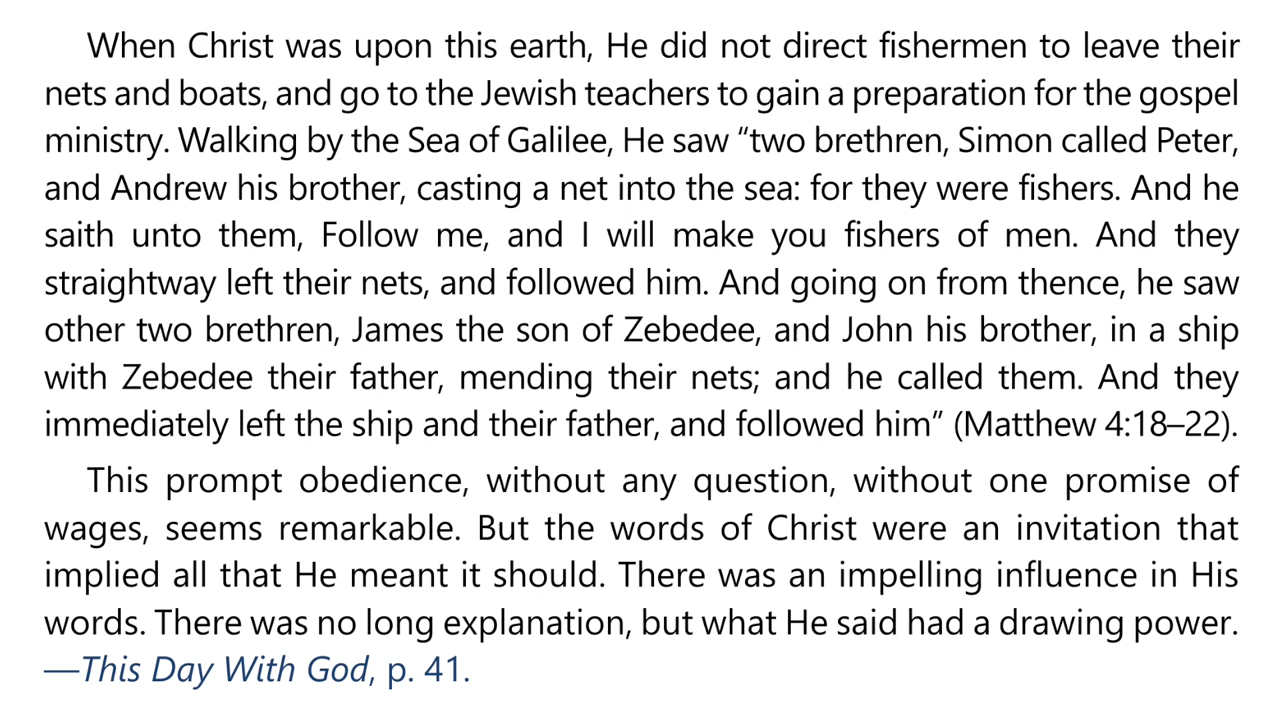 When Christ was upon this earth, He did not direct fishermen to leave their
nets and boats, and go to the Jewish teachers to gain a preparation for the gospel
ministry. Walking by the Sea of Galilee, He saw “two brethren, Simon called Peter,
and Andrew his brother, casting a net into the sea: for they were fishers. And he
saith unto them, Follow me, and I will make you fishers of men. And they
straightway left their nets, and followed him. And going on from thence, he saw
other two brethren, James the son of Zebedee, and John his brother, in a ship
with Zebedee their father, mending their nets; and he called them. And they
immediately left the ship and their father, and followed him” (Matthew 4:18–22).
This prompt obedience, without any question, without one promise of
wages, seems remarkable. But the words of Christ were an invitation that
implied all that He meant it should. There was an impelling influence in His
words. There was no long explanation, but what He said had a drawing power.
—This Day With God, p. 41.